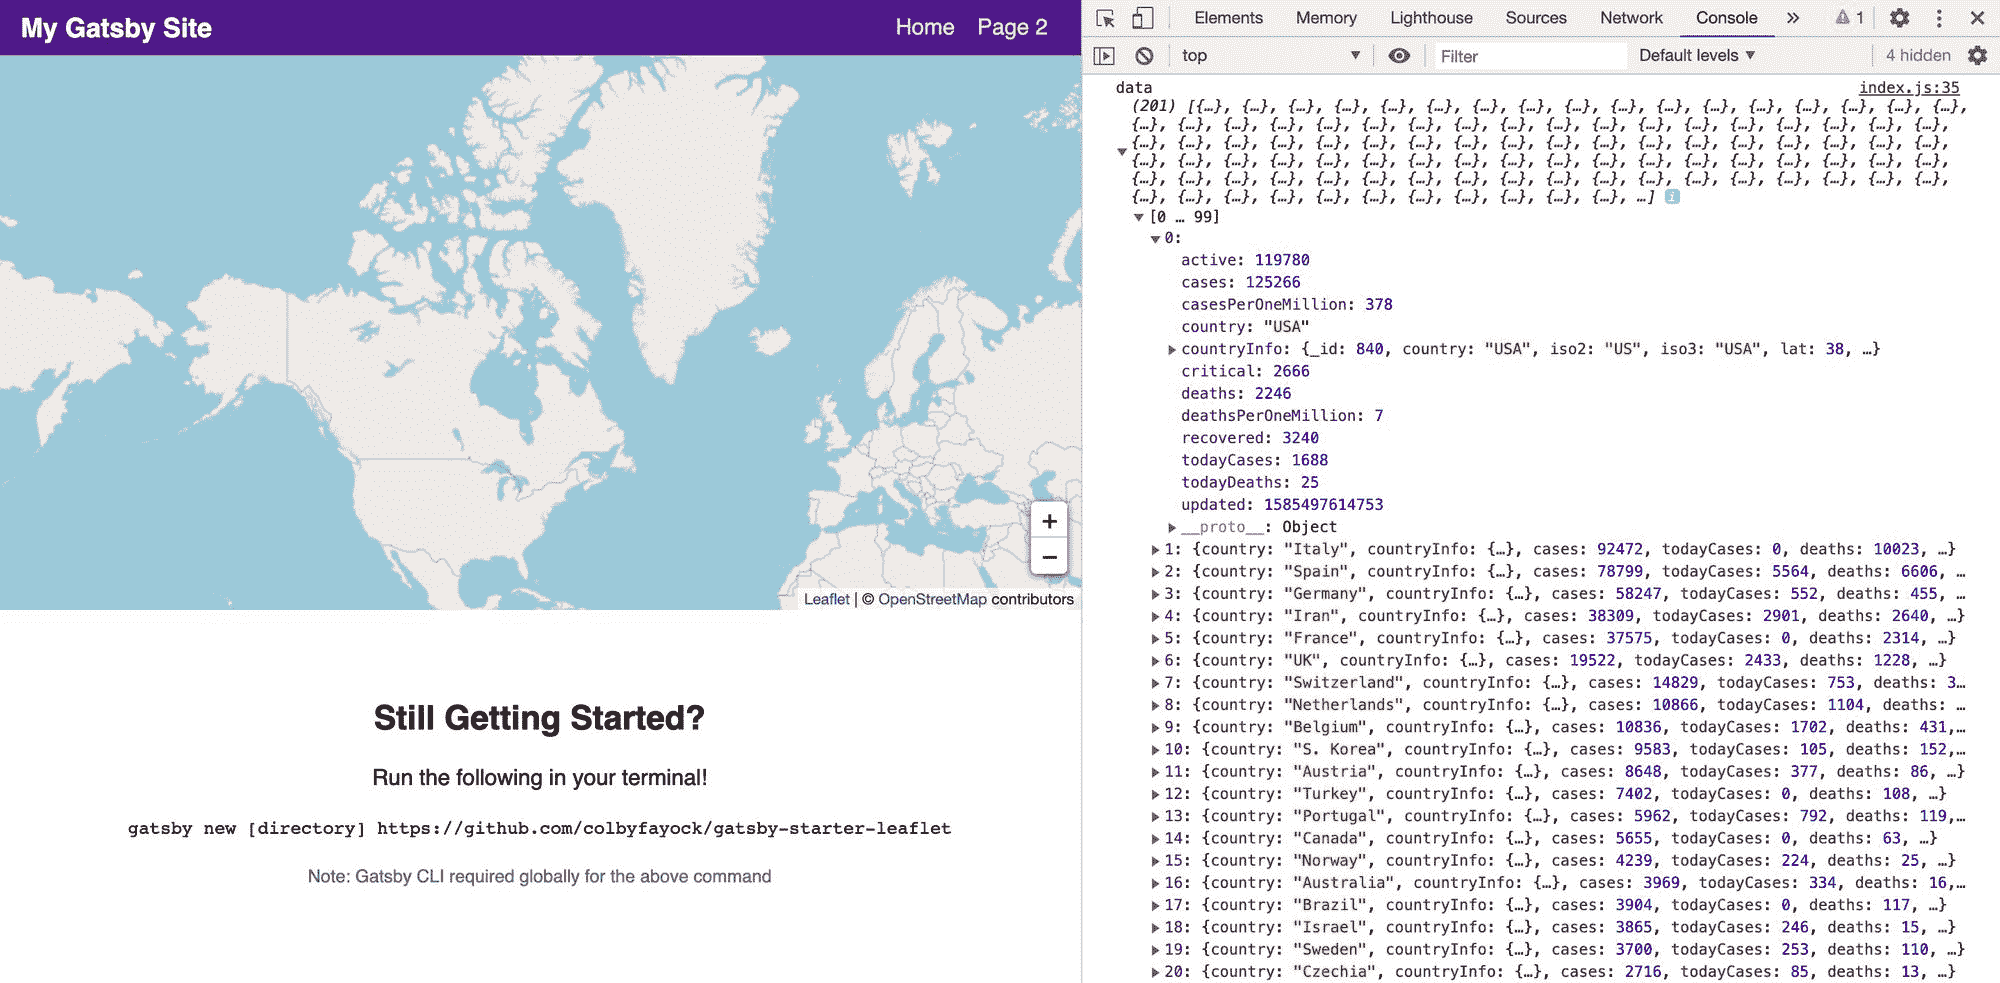 My Gatsby Site
Home Page 2
+
−
Leaflet | © OpenStreetMap contributors
Still Getting Started?
Run the following in your terminal!
gatsby new [directory] https://github.com/colbyfayock/gatsby-starter-leaflet
Note: Gatsby CLI required globally for the above command
Elements Memory Lighthouse Sources Network Console » 1
top Filter Default levels 4 hidden
data index.js:35
(201) [{…}, {…}, {…}, {…}, {…}, {…}, {…}, {…}, {…}, {…}, {…}, {…}, {…}, {…}, {…}, {…}, {…},
{…}, {…}, {…}, {…}, {…}, {…}, {…}, {…}, {…}, {…}, {…}, {…}, {…}, {…}, {…}, {…}, {…}, {…},
{…}, {…}, {…}, {…}, {…}, {…}, {…}, {…}, {…}, {…}, {…}, {…}, {…}, {…}, {…}, {…}, {…}, {…},
{…}, {…}, {…}, {…}, {…}, {…}, {…}, {…}, {…}, {…}, {…}, {…}, {…}, {…}, {…}, {…}, {…}, {…},
{…}, {…}, {…}, {…}, {…}, {…}, {…}, {…}, {…}, {…}, {…}, {…}, {…}, {…}, {…}, {…}, {…}, {…},
{…}, {…}, {…}, {…}, {…}, {…}, {…}, {…}, {…}, {…}, {…}, …] i
[0 … 99]
0:
active: 119780
cases: 125266
casesPerOneMillion: 378
country: "USA"
countryInfo: {_id: 840, country: "USA", iso2: "US", iso3: "USA", lat: 38, …}
critical: 2666
deaths: 2246
deathsPerOneMillion: 7
recovered: 3240
todayCases: 1688
todayDeaths: 25
updated: 1585497614753
__proto__: Object
1: {country: "Italy", countryInfo: {…}, cases: 92472, todayCases: 0, deaths: 10023, …}
2: {country: "Spain", countryInfo: {…}, cases: 78799, todayCases: 5564, deaths: 6606, …
3: {country: "Germany", countryInfo: {…}, cases: 58247, todayCases: 552, deaths: 455, …
4: {country: "Iran", countryInfo: {…}, cases: 38309, todayCases: 2901, deaths: 2640, …}
5: {country: "France", countryInfo: {…}, cases: 37575, todayCases: 0, deaths: 2314, …}
6: {country: "UK", countryInfo: {…}, cases: 19522, todayCases: 2433, deaths: 1228, …}
7: {country: "Switzerland", countryInfo: {…}, cases: 14829, todayCases: 753, deaths: 3…
8: {country: "Netherlands", countryInfo: {…}, cases: 10866, todayCases: 1104, deaths: …
9: {country: "Belgium", countryInfo: {…}, cases: 10836, todayCases: 1702, deaths: 431,…
10: {country: "S. Korea", countryInfo: {…}, cases: 9583, todayCases: 105, deaths: 152,…
11: {country: "Austria", countryInfo: {…}, cases: 8648, todayCases: 377, deaths: 86, …}
12: {country: "Turkey", countryInfo: {…}, cases: 7402, todayCases: 0, deaths: 108, …}
13: {country: "Portugal", countryInfo: {…}, cases: 5962, todayCases: 792, deaths: 119,…
14: {country: "Canada", countryInfo: {…}, cases: 5655, todayCases: 0, deaths: 63, …}
15: {country: "Norway", countryInfo: {…}, cases: 4239, todayCases: 224, deaths: 25, …}
16: {country: "Australia", countryInfo: {…}, cases: 3969, todayCases: 334, deaths: 16,…
17: {country: "Brazil", countryInfo: {…}, cases: 3904, todayCases: 0, deaths: 117, …}
18: {country: "Israel", countryInfo: {…}, cases: 3865, todayCases: 246, deaths: 15, …}
19: {country: "Sweden", countryInfo: {…}, cases: 3700, todayCases: 253, deaths: 110, …}
20: {country: "Czechia", countryInfo: {…}, cases: 2716, todayCases: 85, deaths: 13, …}